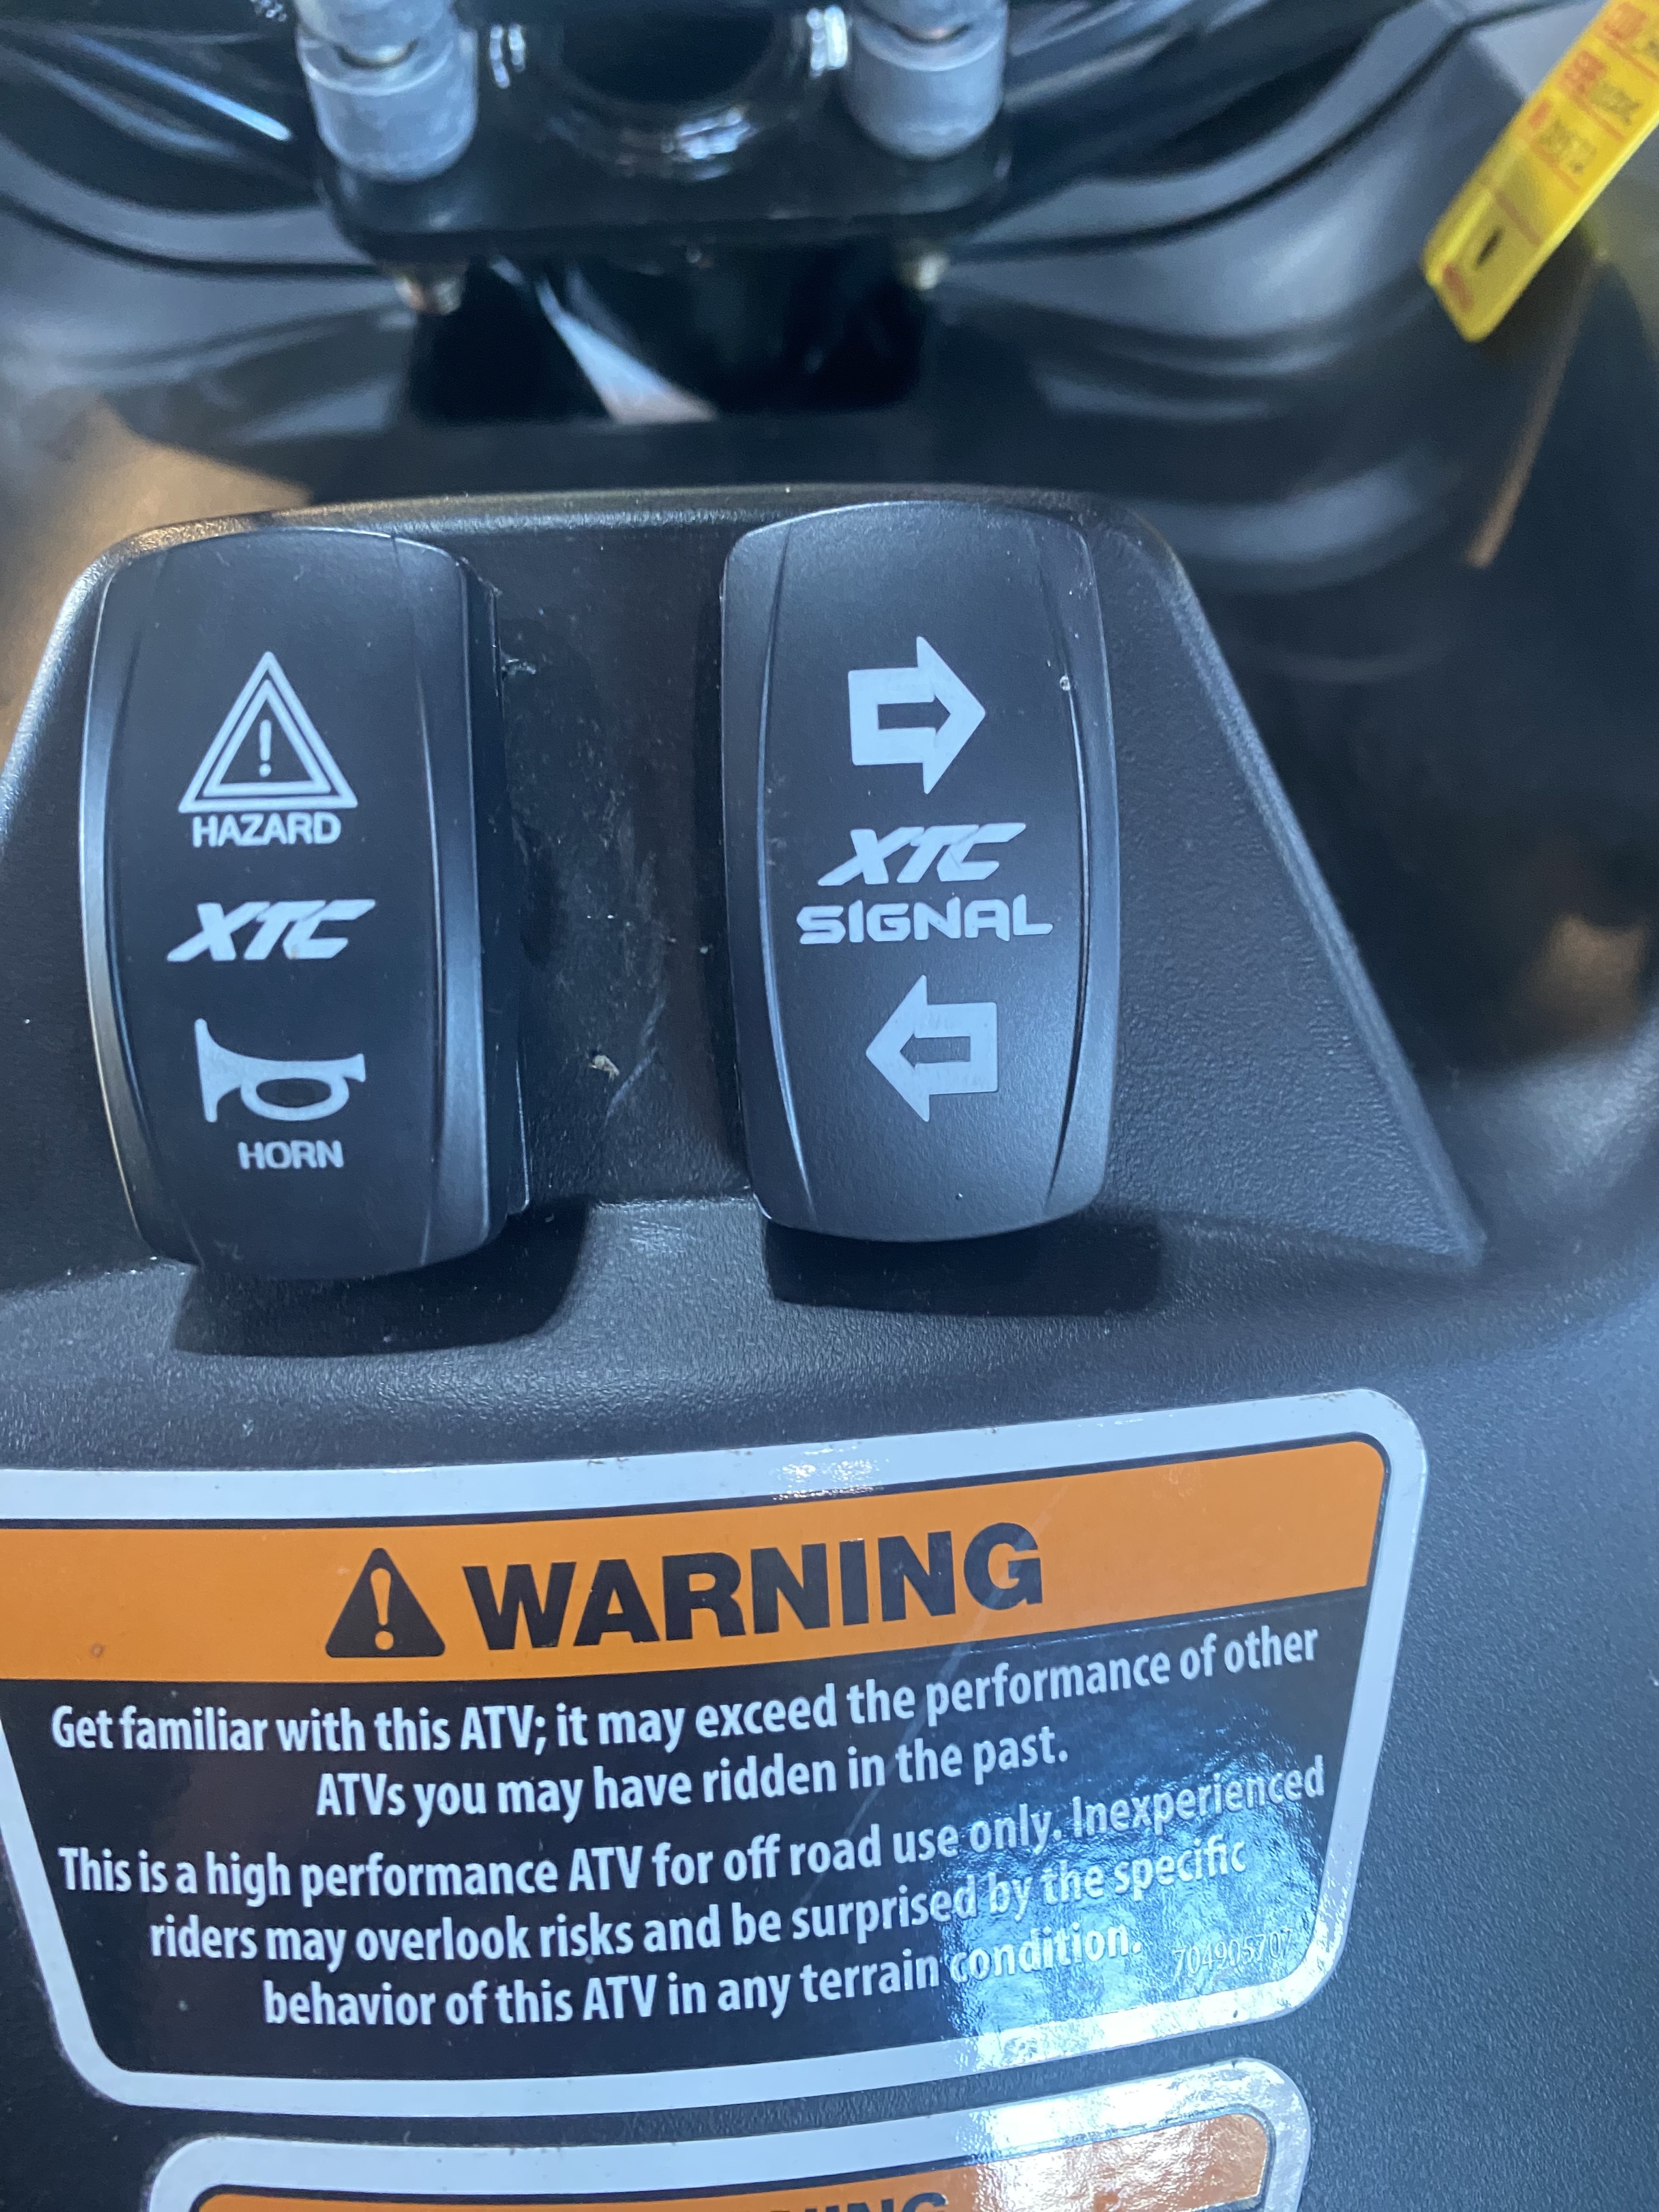 HAZARD
XTC
HORN
XTC
SIGNAL
WARNING
Get familiar with this ATV; it may exceed the performance of other
ATVs you may have ridden in the past.
This is a high performance ATV for off road use only. Inexperienced
riders may overlook risks and be surprised by the specific
behavior of this ATV in any terrain condition.
704905707